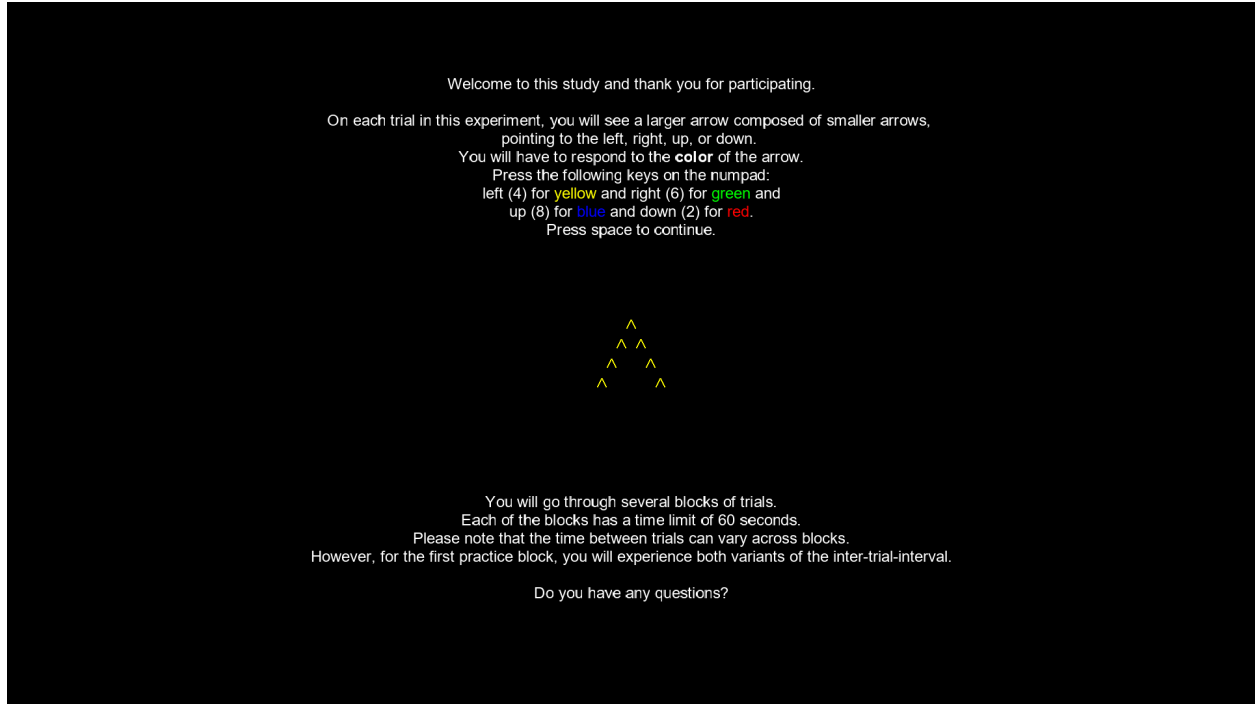 Welcome to this study and thank you for participating.
On each trial in this experiment, you will see a larger arrow composed of smaller arrows,
pointing to the left, right, up, or down.
You will have to respond to the color of the arrow.
Press the following keys on the numpad:
left (4) for yellow and right (6) for green and
up (8) for blue and down (2) for red.
Press space to continue.
^
^ ^
^ ^
^ ^
You will go through several blocks of trials.
Each of the blocks has a time limit of 60 seconds.
Please note that the time between trials can vary across blocks.
However, for the first practice block, you will experience both variants of the inter-trial-interval.
Do you have any questions?